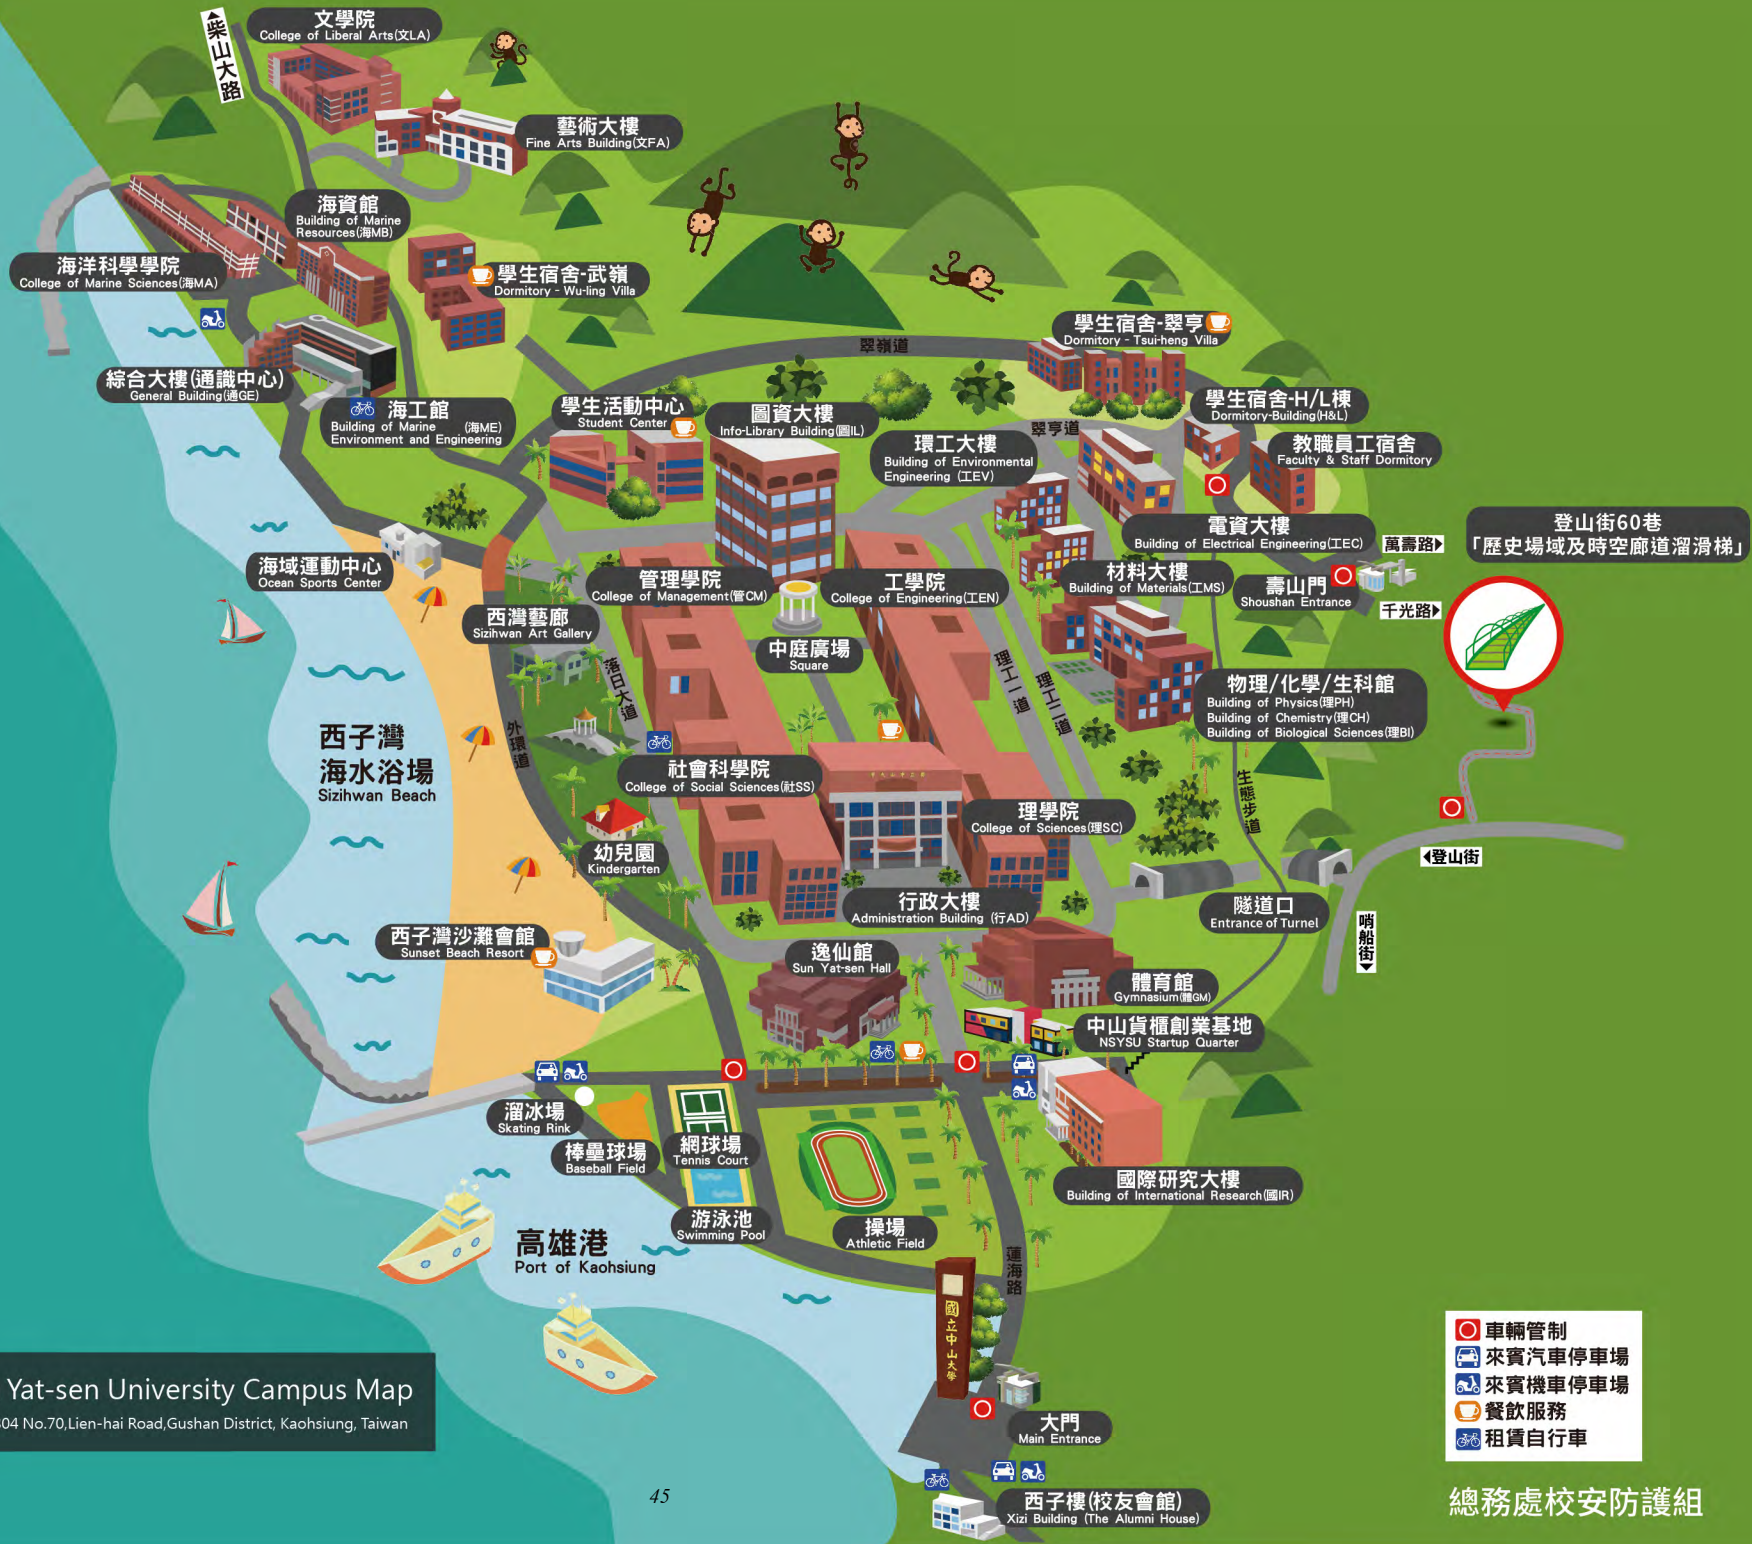 柴山大路
文學院
College of Liberal Arts(文LA)
藝術大樓
Fine Arts Building(文FA)
海資館
Building of Marine
Resources(海MB)
海洋科學學院
College of Marine Sciences(海MA)
學生宿舍-武嶺
Dormitory - Wu-ling Villa
學生宿舍-翠亨
Dormitory - Tsui-heng Villa
翠嶺道
綜合大樓(通識中心)
General Building(通GE)
海工館
Building of Marine (海ME)
Environment and Engineering
學生活動中心
Student Center
圖資大樓
Info-Library Building(圖IL)
翠亨道
學生宿舍-H/L棟
Dormitory-Building(H&L)
環工大樓
Building of Environmental
Engineering (工EV)
教職員工宿舍
Faculty & Staff Dormitory
電資大樓
Building of Electrical Engineering(工EC)
萬壽路
登山街60巷
「歷史場域及時空廊道溜滑梯」
海域運動中心
Ocean Sports Center
管理學院
College of Management(管CM)
工學院
College of Engineering(工EN)
材料大樓
Building of Materials(工MS)
壽山門
Shoushan Entrance
千光路
西灣藝廊
Sizihwan Art Gallery
中庭廣場
Square
落日大道
理工一道
理工二道
物理/化學/生科館
Building of Physics(理PH)
Building of Chemistry(理CH)
Building of Biological Sciences(理BI)
外環道
西子灣
海水浴場
Sizihwan Beach
社會科學院
College of Social Sciences(社SS)
生態步道
理學院
College of Sciences(理SC)
幼兒園
Kindergarten
登山街
行政大樓
Administration Building (行AD)
隧道口
Entrance of Turnel
哨船街
西子灣沙灘會館
Sunset Beach Resort
逸仙館
Sun Yat-sen Hall
體育館
Gymnasium(體GM)
中山貨櫃創業基地
NSYSU Startup Quarter
溜冰場
Skating Rink
棒壘球場
Baseball Field
網球場
Tennis Court
國際研究大樓
Building of International Research(國IR)
游泳池
Swimming Pool
操場
Athletic Field
高雄港
Port of Kaohsiung
蓮海路
國立中山大學
大門
Main Entrance
西子樓(校友會館)
Xizi Building (The Alumni House)
Yat-sen University Campus Map
804 No.70,Lien-hai Road,Gushan District, Kaohsiung, Taiwan
車輛管制
來賓汽車停車場
來賓機車停車場
餐飲服務
租賃自行車
總務處校安防護組
45